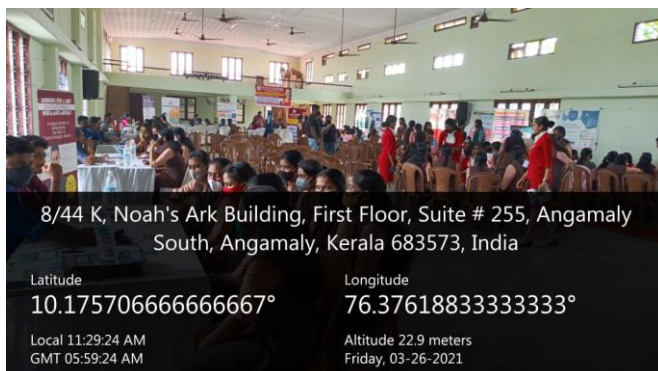 8/44 K, Noah's Ark Building, First Floor, Suite # 255, Angamaly
South, Angamaly, Kerala 683573, India
Latitude
10.175706666666667°
Longitude
76.37618833333333°
Local 11:29:24 AM
GMT 05:59:24 AM
Altitude 22.9 meters
Friday, 03-26-2021